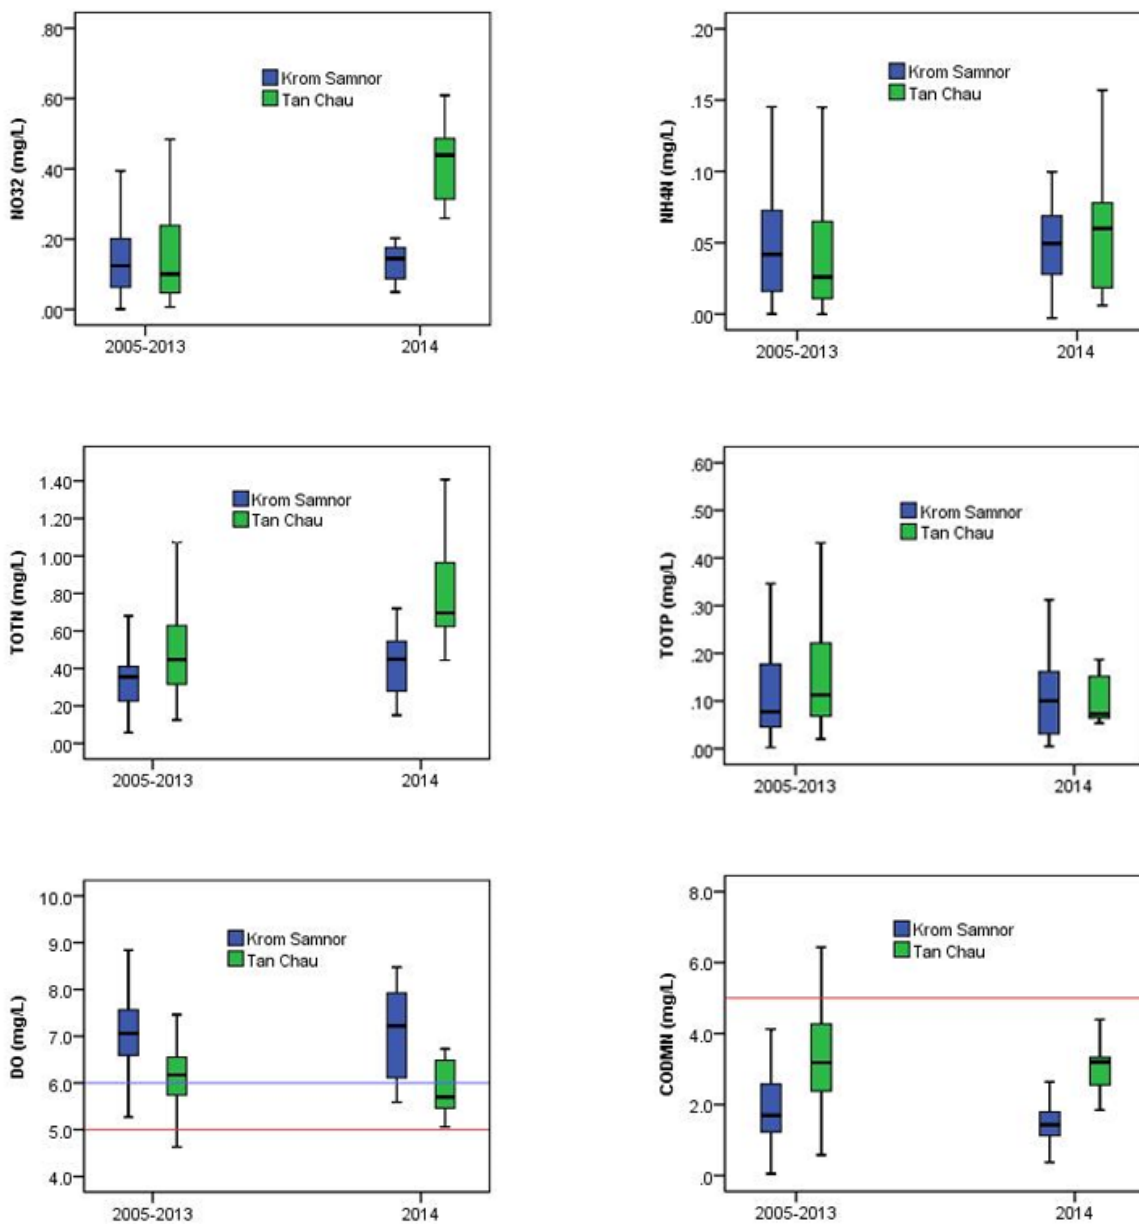 NO32 (mg/L)
.80
.60
.40
.20
.00
Krom Samnor
Tan Chau
2005-2013
2014
NH4N (mg/L)
.20
.15
.10
.05
.00
Krom Samnor
Tan Chau
2005-2013
2014
TOTN (mg/L)
1.40
1.20
1.00
.80
.60
.40
.20
.00
Krom Samnor
Tan Chau
2005-2013
2014
TOTP (mg/L)
.60
.50
.40
.30
.20
.10
.00
Krom Samnor
Tan Chau
2005-2013
2014
DO (mg/L)
10.0
9.0
8.0
7.0
6.0
5.0
4.0
Krom Samnor
Tan Chau
2005-2013
2014
CODMN (mg/L)
8.0
6.0
4.0
2.0
.0
Krom Samnor
Tan Chau
2005-2013
2014